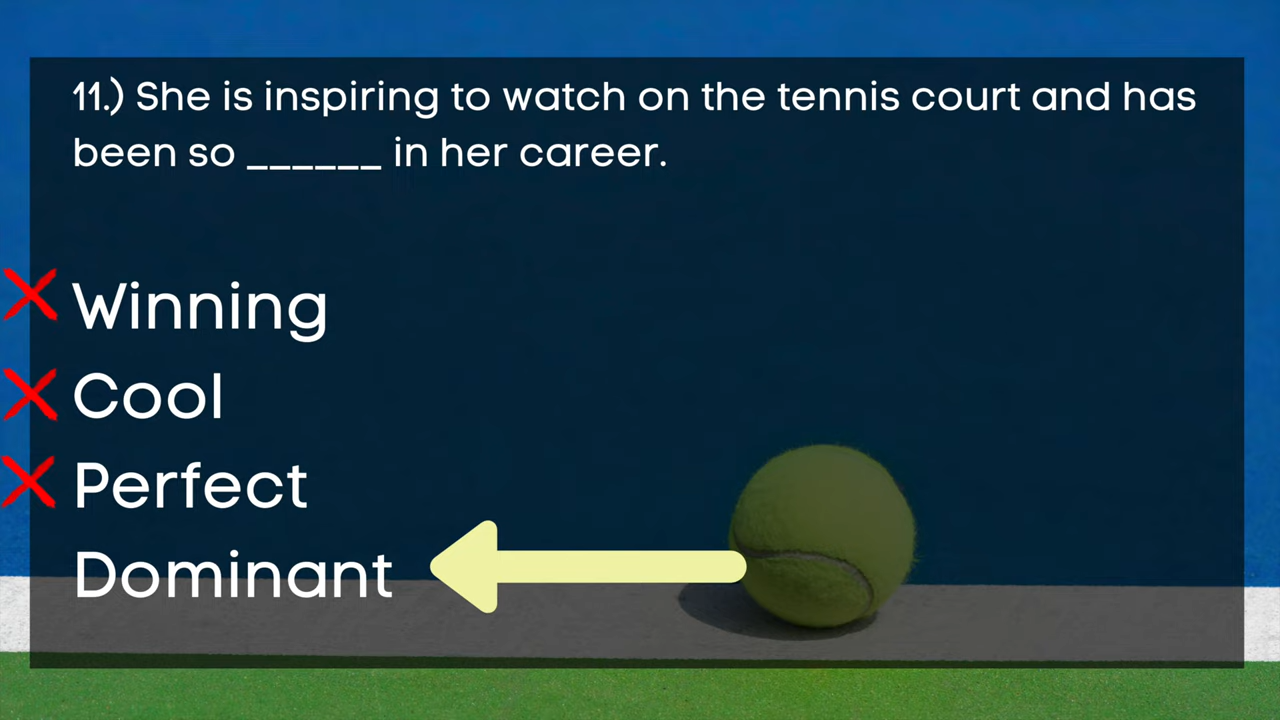 11.) She is inspiring to watch on the tennis court and has
been so ______ in her career.
Winning
Cool
Perfect
Dominant